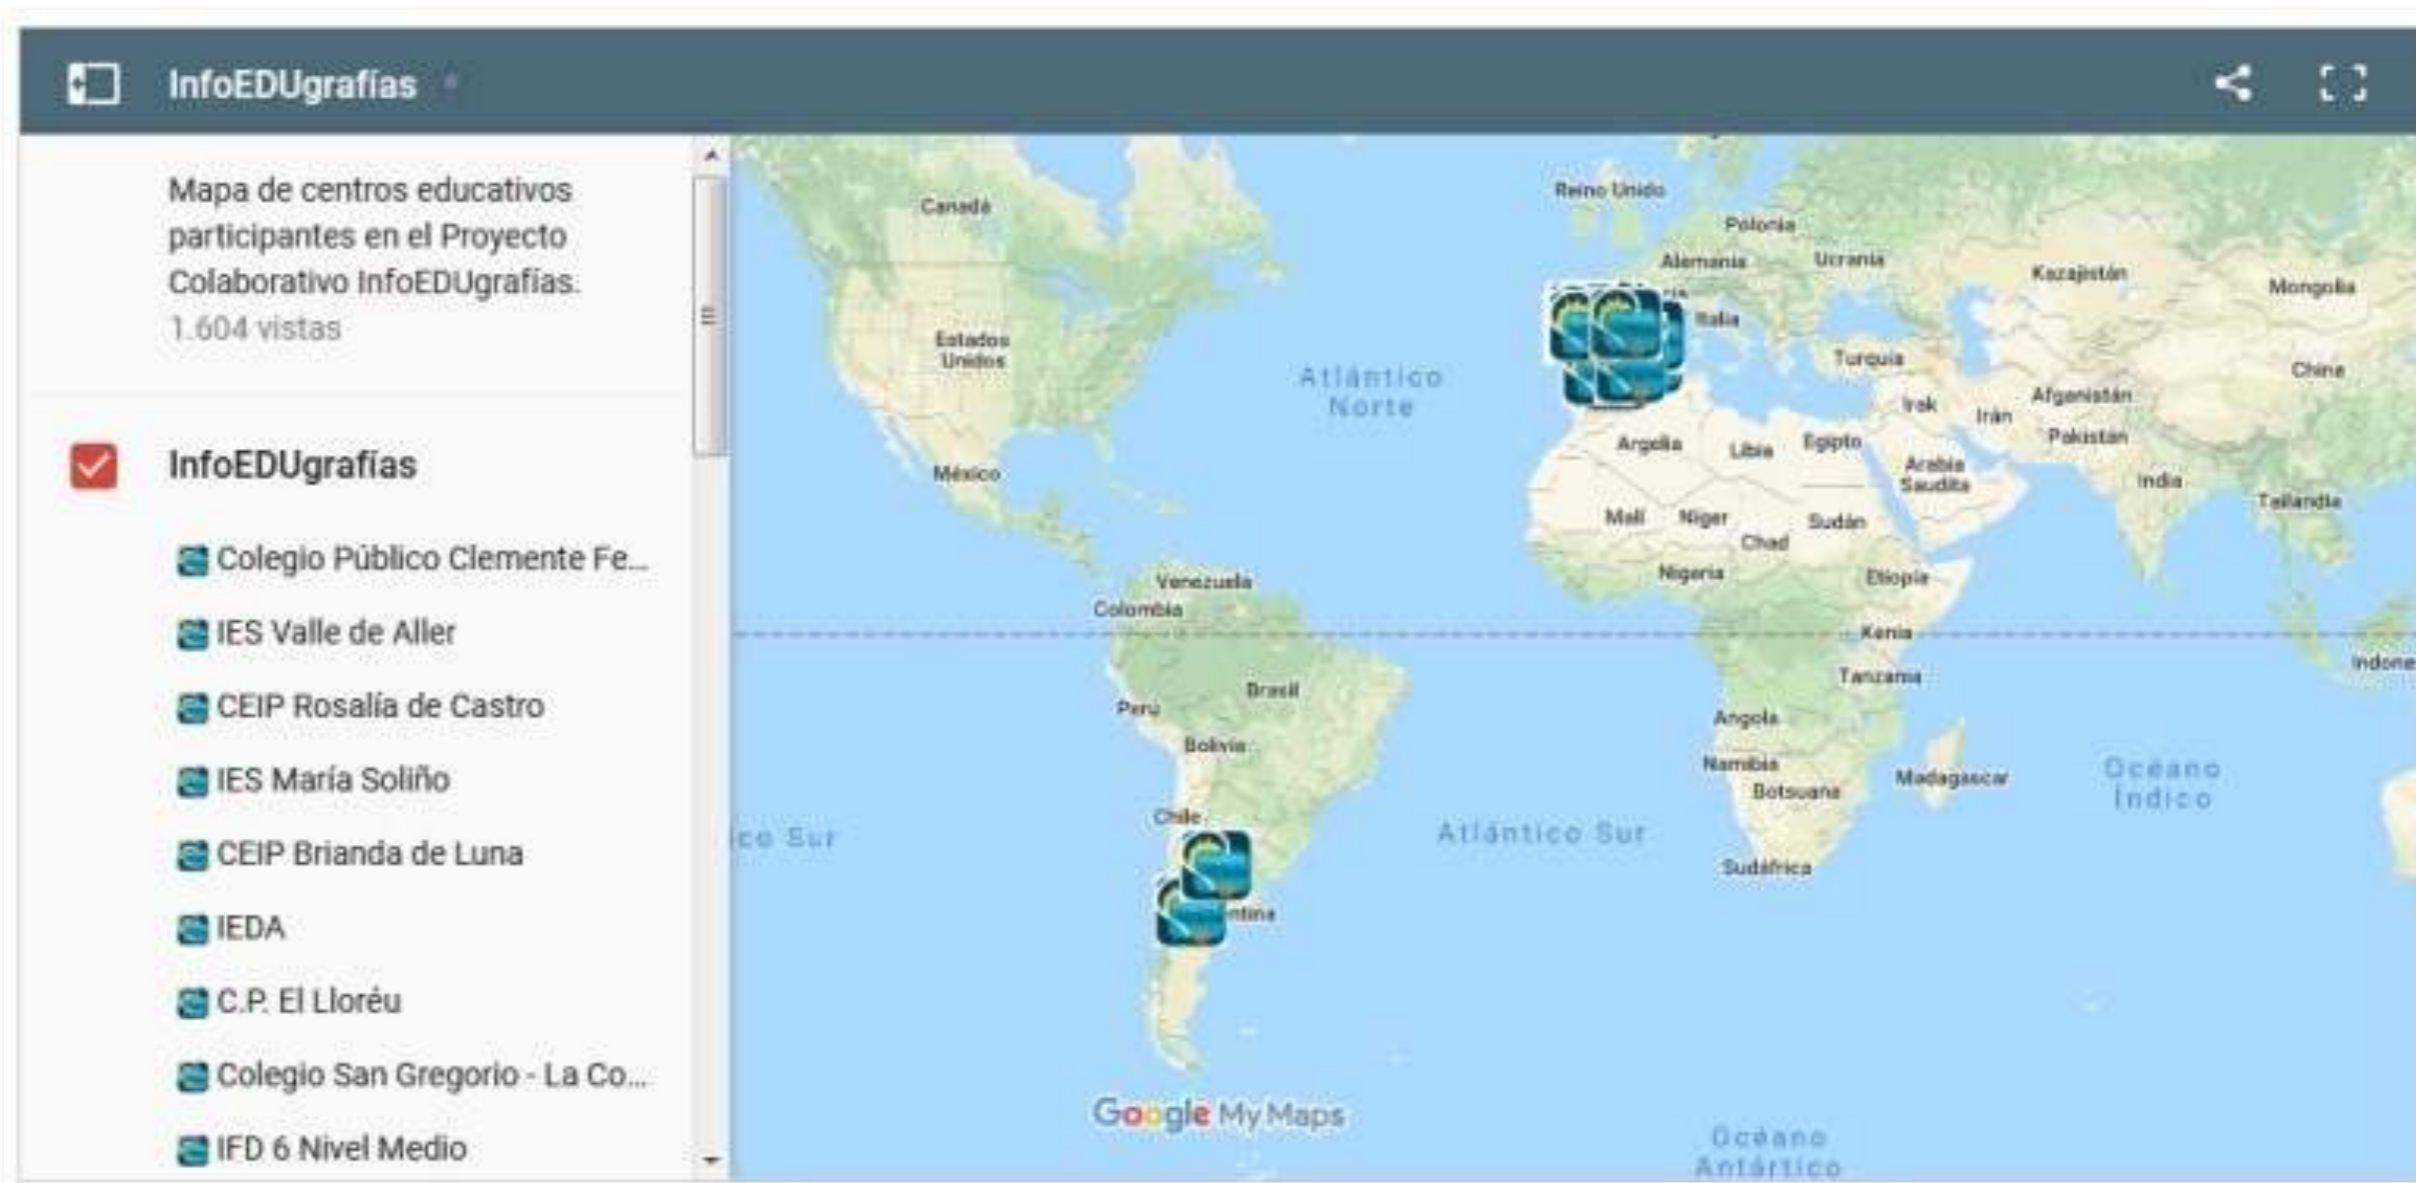 InfoEDUgrafías
Mapa de centros educativos
participantes en el Proyecto
Colaborativo InfoEDUgrafías.
1.604 vistas
InfoEDUgrafías
Colegio Público Clemente Fe...
IES Valle de Aller
CEIP Rosalía de Castro
IES María Soliño
CEIP Brianda de Luna
IEDA
C.P. El Lloréu
Colegio San Gregorio - La Co...
IFD 6 Nivel Medio
Canadá
Reino Unido
Polonia
Alemania
Ucrania
Kazajistán
Mongolia
Italia
Estados
Unidos
Turquía
China
Atlántico
Norte
Afganistán
Irak
Irán
Pakistán
Argelia
Libia
Egipto
Arabia
Saudita
México
India
Tailandia
Malí
Níger
Sudán
Chad
Nigeria
Etiopía
Venezuela
Colombia
Kenia
Indone
Tanzania
Brasil
Perú
Angola
Bolivia
Namibia
Botsuana
Madagascar
Océano
Índico
Chile
co Sur
Atlántico Sur
Sudáfrica
ntina
Google My Maps
Océano
Antártico